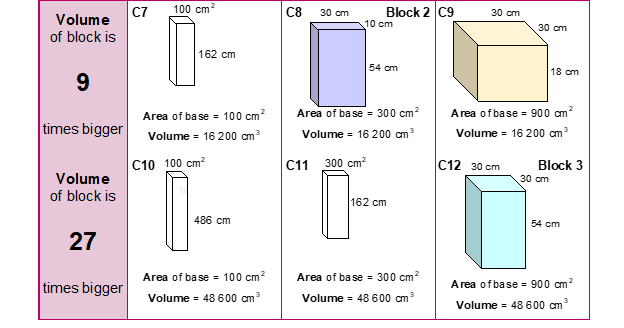 Volume
of block is
9
times bigger
C7
100 cm²
162 cm
Area of base = 100 cm²
Volume = 16 200 cm³
C8
30 cm
Block 2
10 cm
54 cm
Area of base = 300 cm²
Volume = 16 200 cm³
C9
30 cm
30 cm
18 cm
Area of base = 900 cm²
Volume = 16 200 cm³
Volume
of block is
27
times bigger
C10
100 cm²
486 cm
Area of base = 100 cm²
Volume = 48 600 cm³
C11
300 cm²
162 cm
Area of base = 300 cm²
Volume = 48 600 cm³
C12
30 cm
Block 3
30 cm
54 cm
Area of base = 900 cm²
Volume = 48 600 cm³